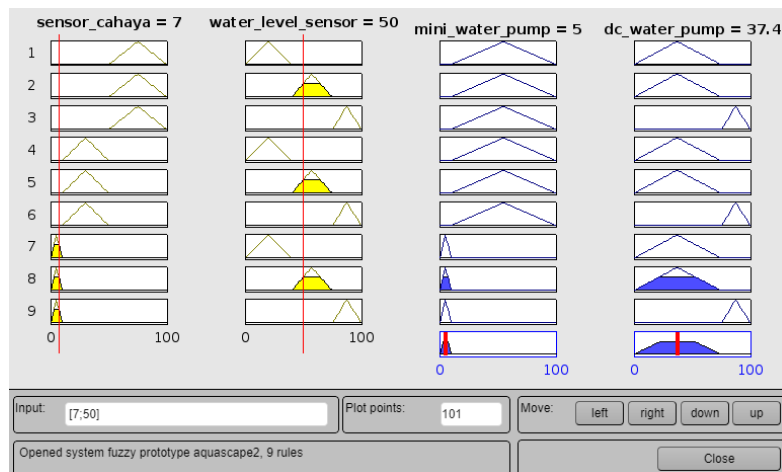 sensor_cahaya = 7 water_level_sensor = 50 mini_water_pump = 5 dc_water_pump = 37.4
1
2
3
4
5
6
7
8
9
0 100 0 100
0 100 0 100
Input: [7;50] Plot points: 101 Move: left right down up
Opened system fuzzy prototype aquascape2, 9 rules Close